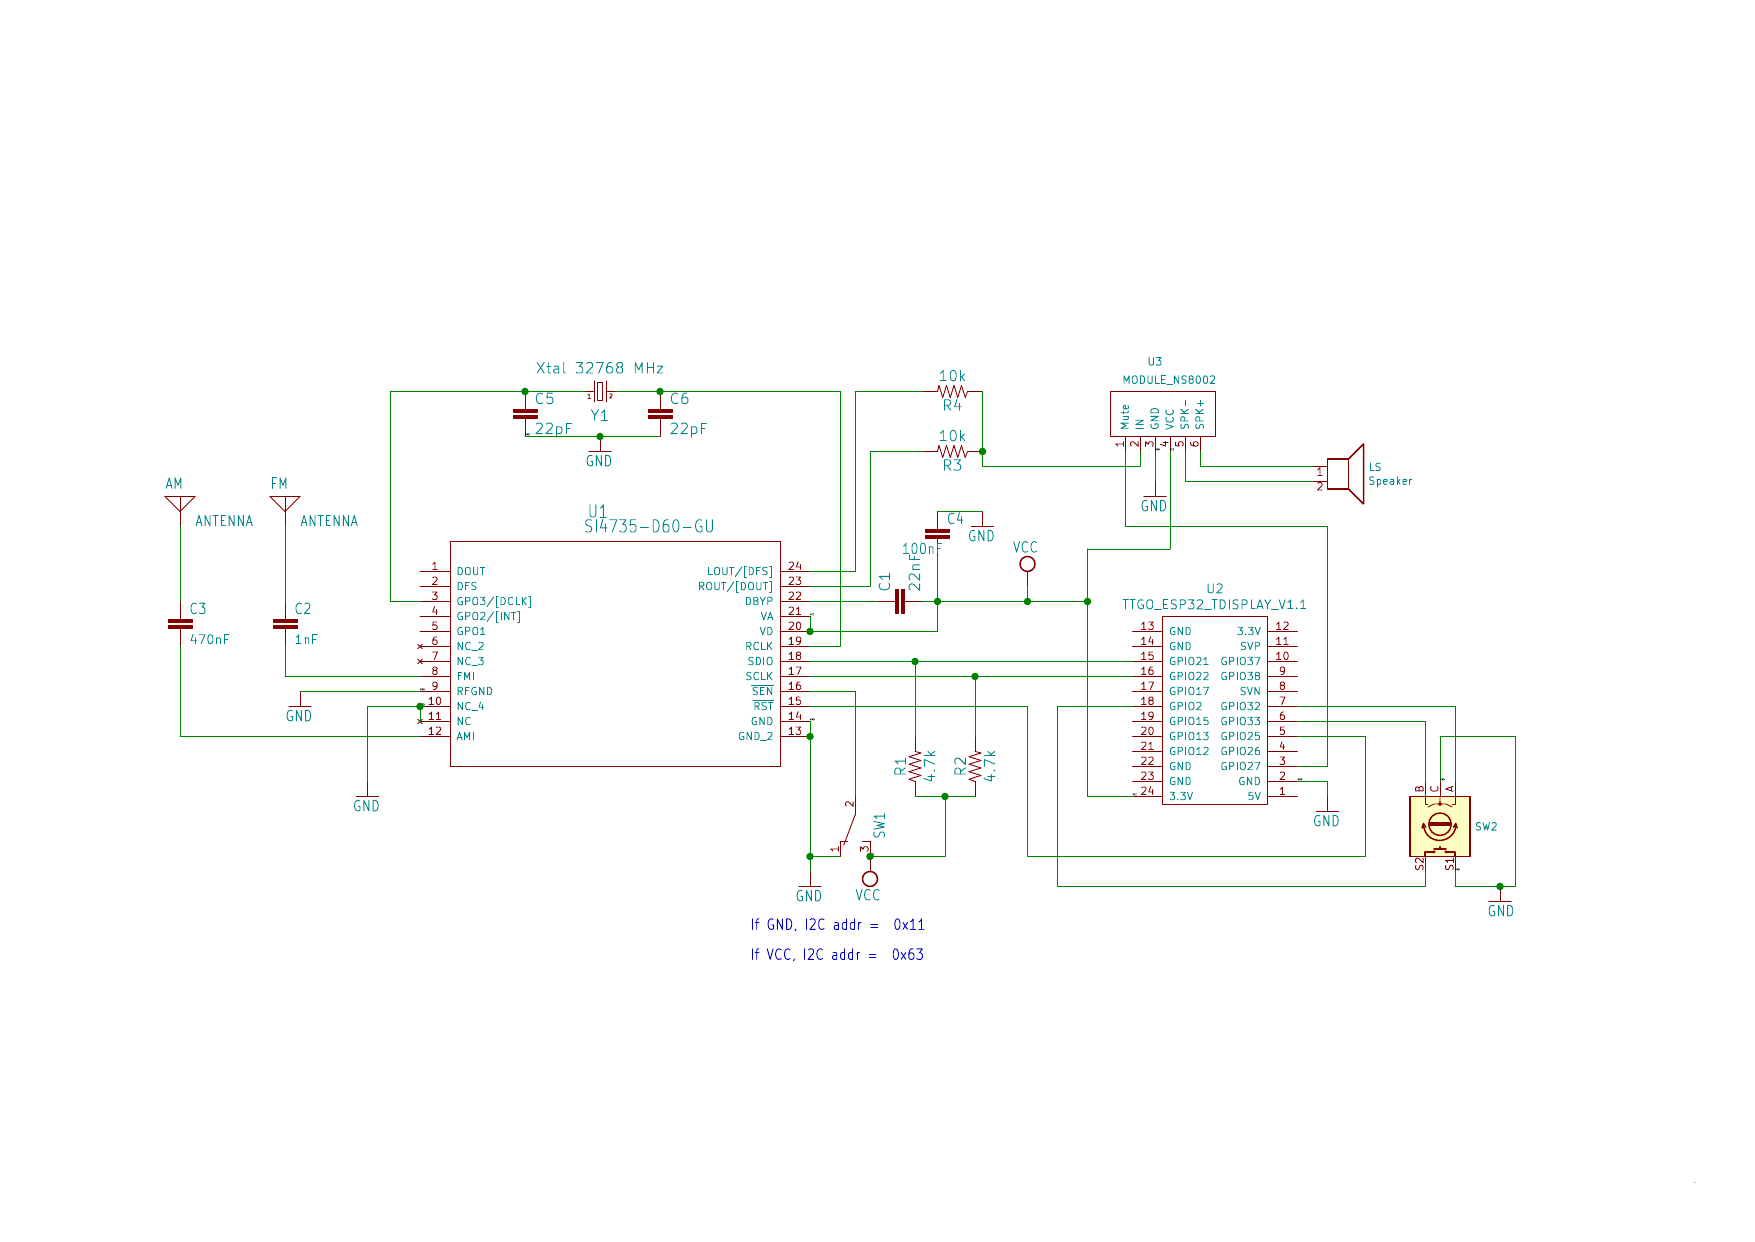 Xtal 32768 MHz
C5
22pF
1
2
Y1
C6
22pF
GND
10k
R4
10k
R3
U3
MODULE_NS8002
Mute
IN
GND
VCC
SPK-
SPK+
1
2
3
4
5
6
GND
1
2
LS
Speaker
AM
ANTENNA
FM
ANTENNA
C3
470nF
C2
1nF
GND
GND
U1
SI4735-D60-GU
1 DOUT
2 DFS
3 GPO3/[DCLK]
4 GPO2/[INT]
5 GPO1
6 NC_2
7 NC_3
8 FMI
9 RFGND
10 NC_4
11 NC
12 AMI
LOUT/[DFS] 24
ROUT/[DOUT] 23
DBYP 22
VA 21
VD 20
RCLK 19
SDIO 18
SCLK 17
SEN 16
RST 15
GND 14
GND_2 13
C4
100nF
GND
C1
22nF
VCC
R1
4.7k
R2
4.7k
SW1
2
1
3
GND
VCC
U2
TTGO_ESP32_TDISPLAY_V1.1
13 GND 3.3V 12
14 GND SVP 11
15 GPIO21 GPIO37 10
16 GPIO22 GPIO38 9
17 GPIO17 SVN 8
18 GPIO2 GPIO32 7
19 GPIO15 GPIO33 6
20 GPIO13 GPIO25 5
21 GPIO12 GPIO26 4
22 GND GPIO27 3
23 GND GND 2
24 3.3V 5V 1
GND
B
C
A
SW2
S2
S1
GND
If GND, I2C addr = 0x11
If VCC, I2C addr = 0x63